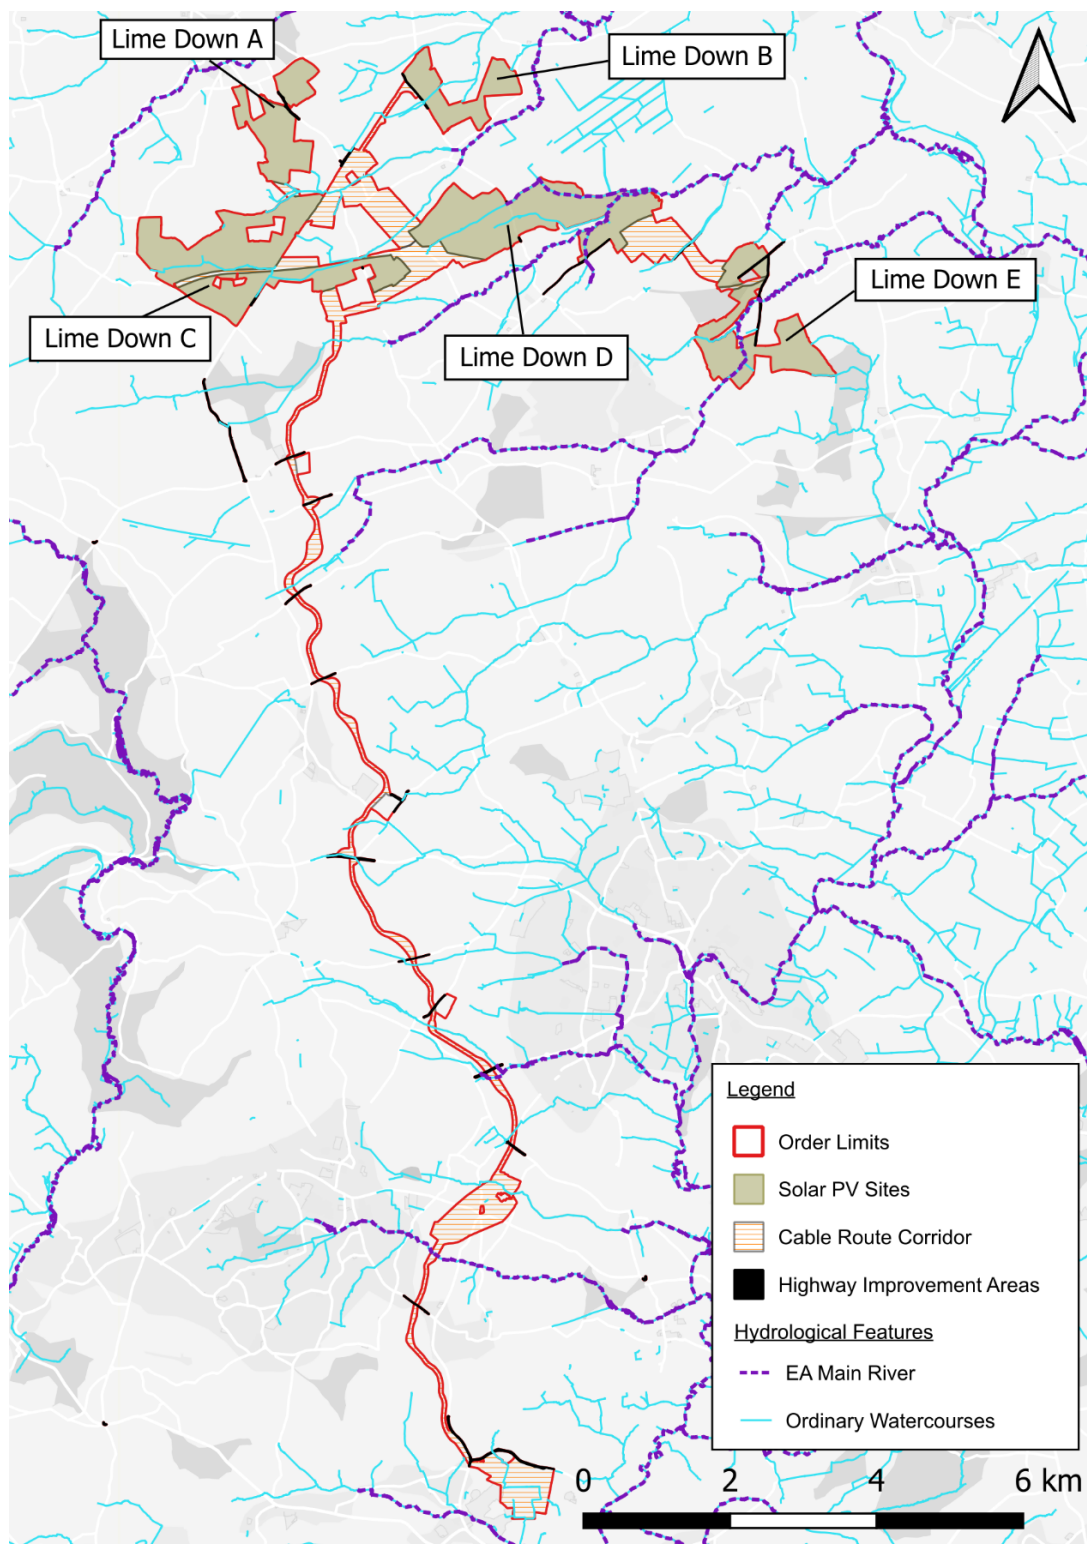 Lime Down A
Lime Down B
Lime Down E
Lime Down C
Lime Down D
Legend
Order Limits
Solar PV Sites
Cable Route Corridor
Highway Improvement Areas
Hydrological Features
EA Main River
Ordinary Watercourses
0 2 4 6 km